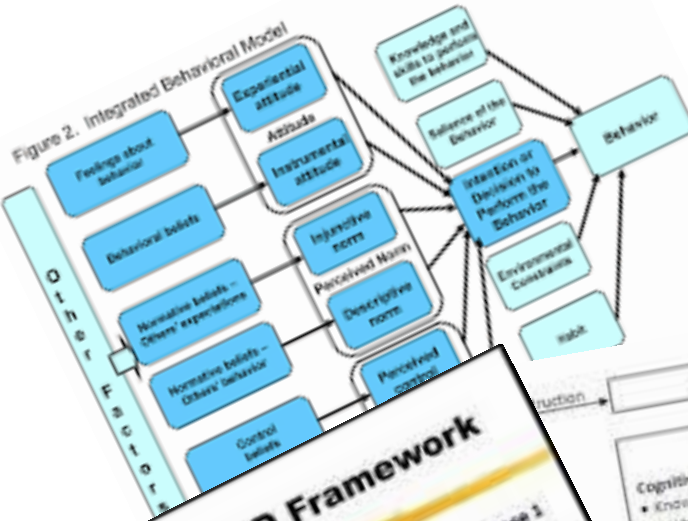 Figure 2. Integrated Behavioral Model
Feelings about
behavior
Behavioral beliefs
Normative beliefs –
Others' expectations
Normative beliefs –
Others' behavior
Control
beliefs
Other Factors
Experiential
attitude
Attitude
Instrumental
attitude
Injunctive
norm
Perceived Norm
Descriptive
norm
Perceived
control
Knowledge and
skills to perform
the behavior
Salience of the
Behavior
Intention or
Decision to
Perform the
Behavior
Behavior
Environmental
Constraints
Habit
ruction
Framework
1